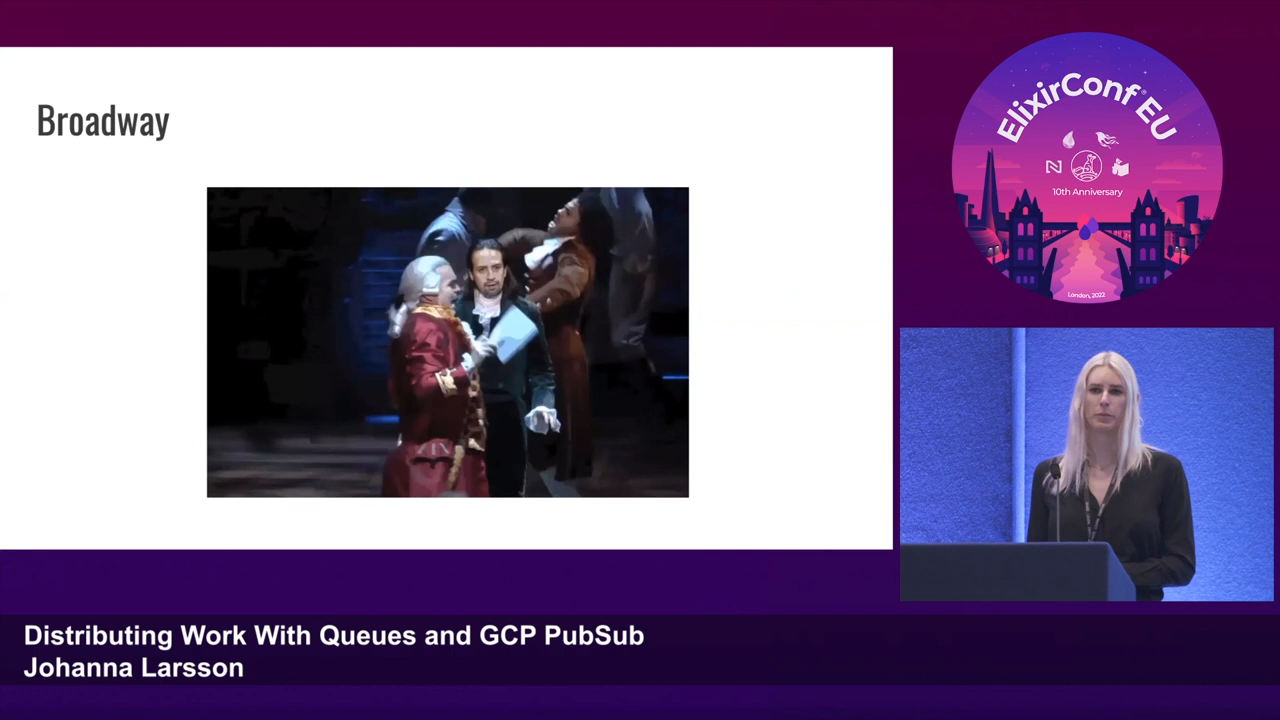 Broadway
ElixirConf® EU
10th Anniversary
London, 2022
Distributing Work With Queues and GCP PubSub
Johanna Larsson